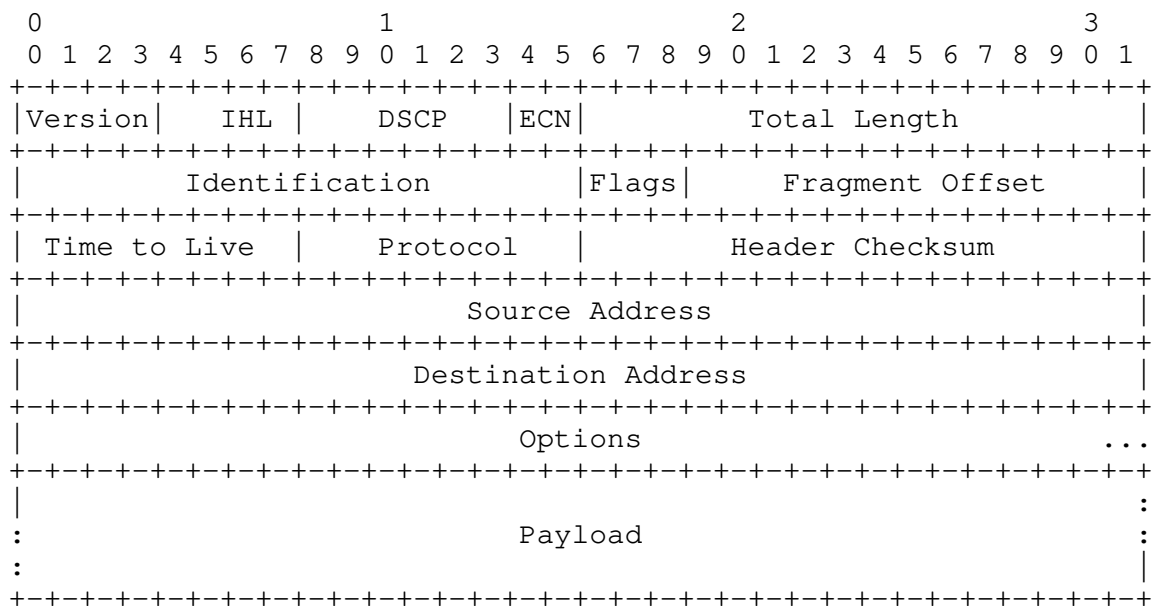 0                   1                   2                   3
 0 1 2 3 4 5 6 7 8 9 0 1 2 3 4 5 6 7 8 9 0 1 2 3 4 5 6 7 8 9 0 1
+-+-+-+-+-+-+-+-+-+-+-+-+-+-+-+-+-+-+-+-+-+-+-+-+-+-+-+-+-+-+-+-+
|Version|   IHL |    DSCP   |ECN|         Total Length          |
+-+-+-+-+-+-+-+-+-+-+-+-+-+-+-+-+-+-+-+-+-+-+-+-+-+-+-+-+-+-+-+-+
|         Identification        |Flags|     Fragment Offset     |
+-+-+-+-+-+-+-+-+-+-+-+-+-+-+-+-+-+-+-+-+-+-+-+-+-+-+-+-+-+-+-+-+
| Time to Live  |    Protocol   |        Header Checksum        |
+-+-+-+-+-+-+-+-+-+-+-+-+-+-+-+-+-+-+-+-+-+-+-+-+-+-+-+-+-+-+-+-+
|                         Source Address                        |
+-+-+-+-+-+-+-+-+-+-+-+-+-+-+-+-+-+-+-+-+-+-+-+-+-+-+-+-+-+-+-+-+
|                      Destination Address                      |
+-+-+-+-+-+-+-+-+-+-+-+-+-+-+-+-+-+-+-+-+-+-+-+-+-+-+-+-+-+-+-+-+
|                            Options                          ...
+-+-+-+-+-+-+-+-+-+-+-+-+-+-+-+-+-+-+-+-+-+-+-+-+-+-+-+-+-+-+-+-+
|                                                               :
:                            Payload                            :
:                                                               |
+-+-+-+-+-+-+-+-+-+-+-+-+-+-+-+-+-+-+-+-+-+-+-+-+-+-+-+-+-+-+-+-+